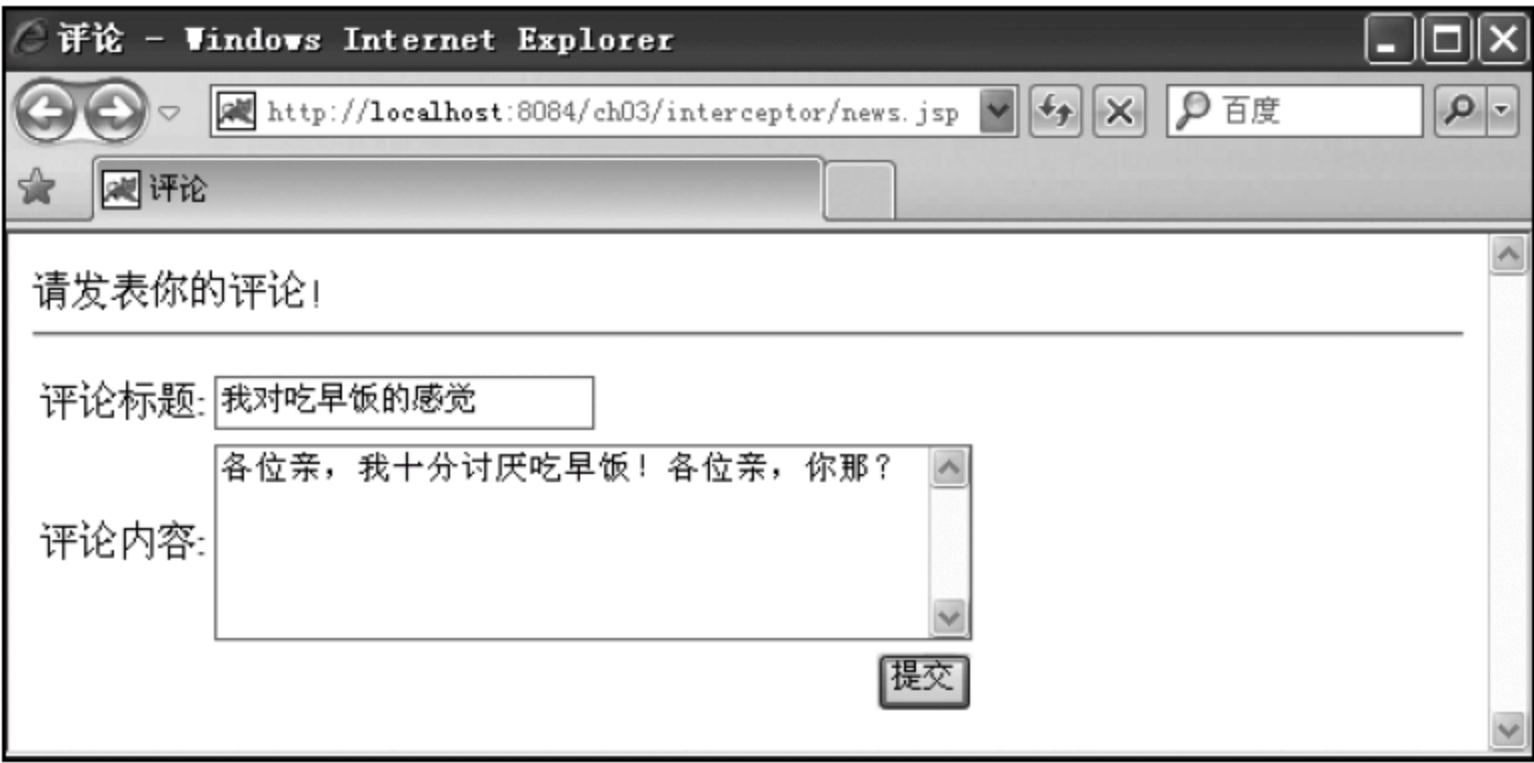 评论 - Windows Internet Explorer
http://localhost:8084/ch03/interceptor/news.jsp
百度
评论
请发表你的评论!
评论标题: 我对吃早饭的感觉
各位亲，我十分讨厌吃早饭！各位亲，你那？
评论内容:
提交